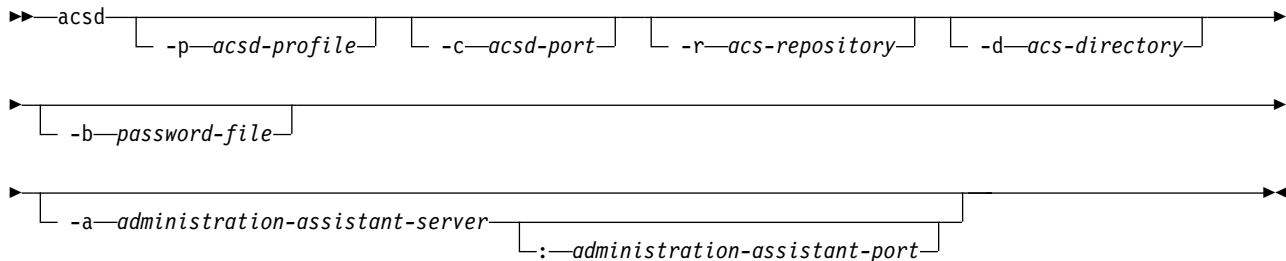 acsd
-p acsd-profile -c acsd-port -r acs-repository -d acs-directory
-b password-file
-a administration-assistant-server
: administration-assistant-port